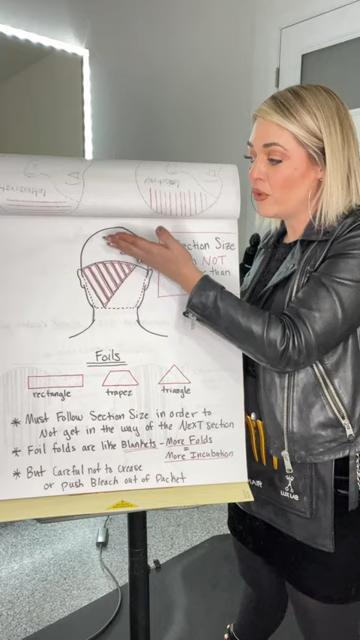 ection Size
NOT
than
Foils
rectangle trapez triangle
* Must Follow Section Size in order to
Not get in the way of the Next section
* Foil folds are like Blankets - More Folds
=
More Incubation
* But Careful not to Crease
or push Bleach out of Packet